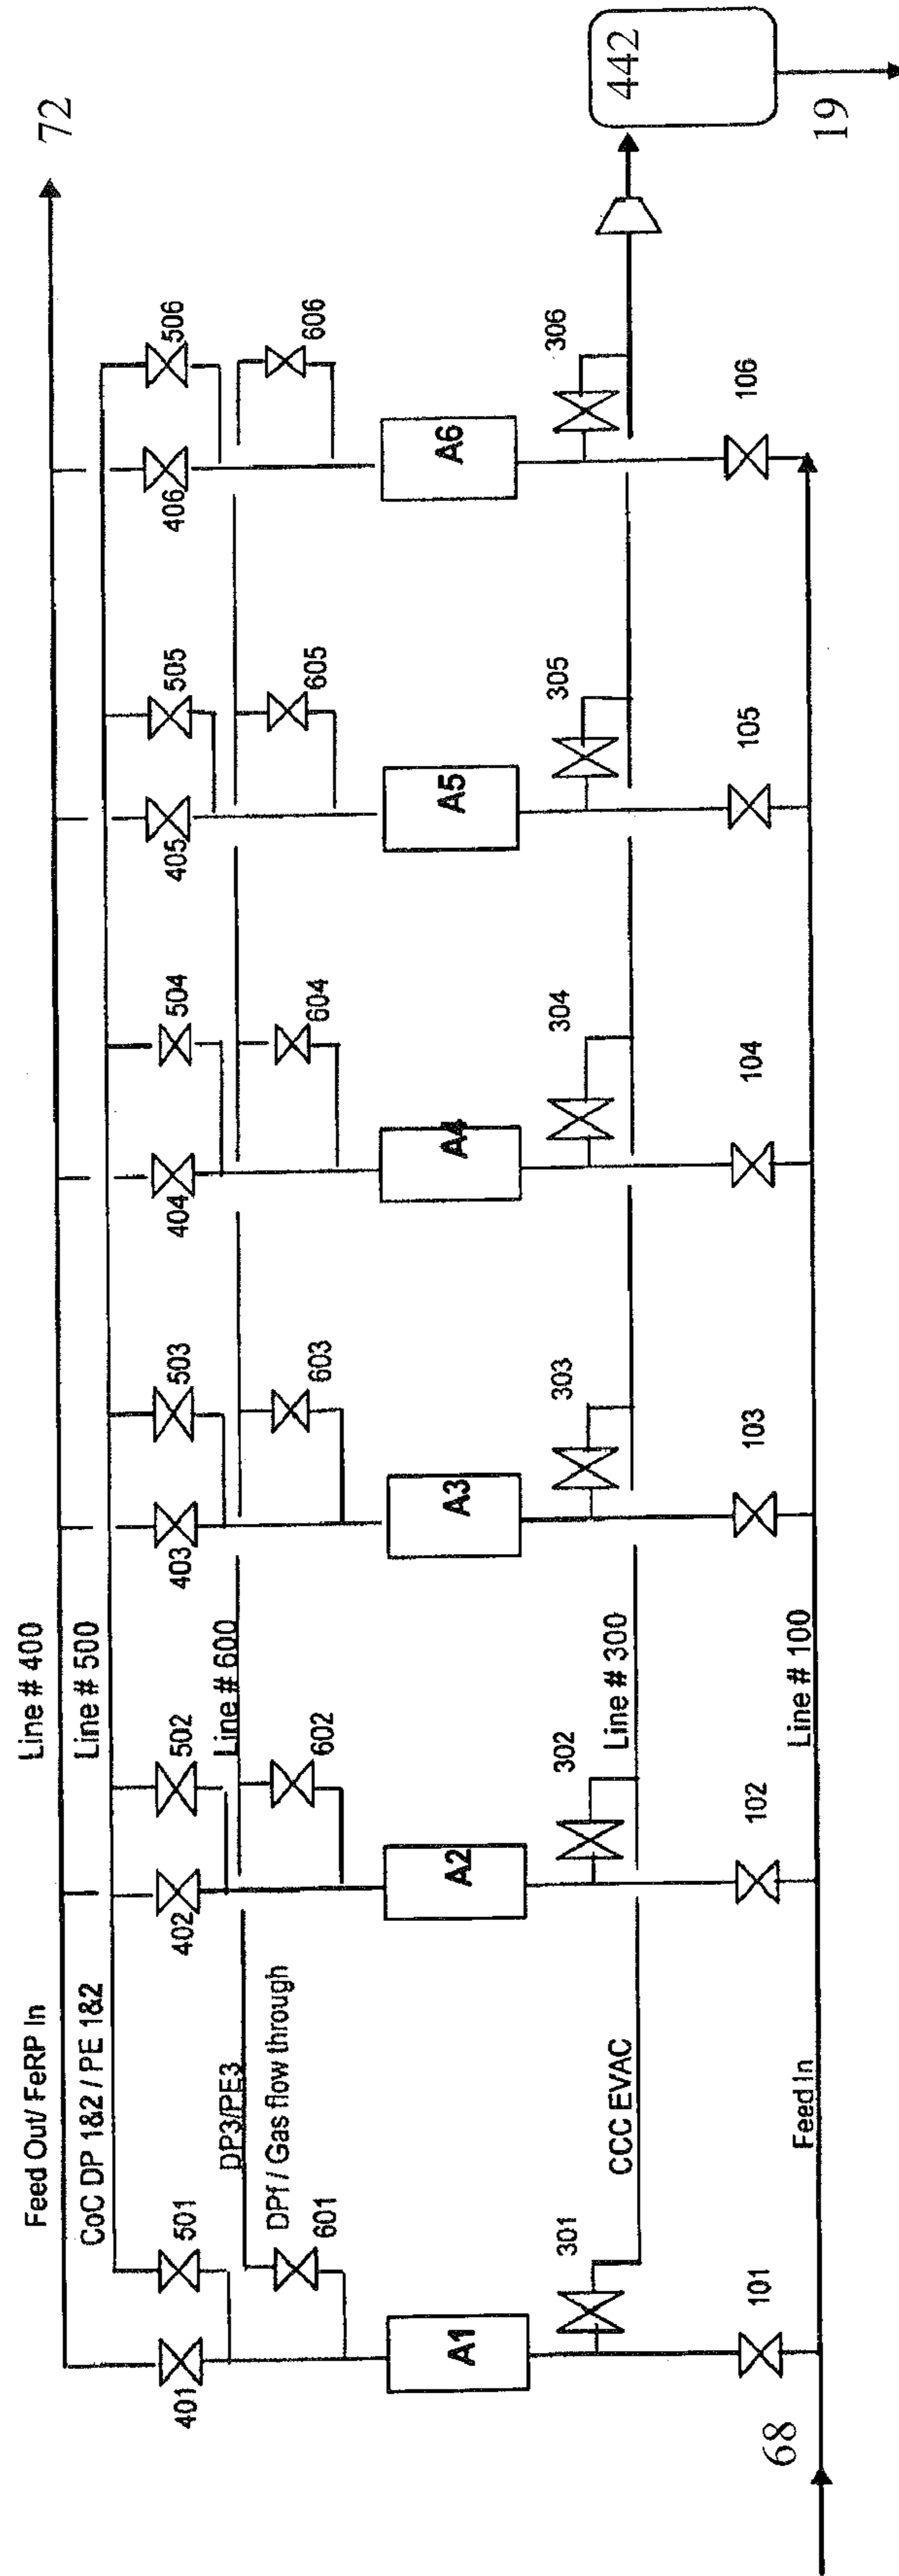 72
Line # 400
Feed Out/ FeRP In
Line # 500
CoC DP 1&2 / PE 1&2
401
501
402
502
403
503
404
504
405
505
406
506
Line # 600
DP3/PE3
DPf / Gas flow through
601
602
603
604
605
606
A1
A2
A3
A4
A5
A6
301
302
303
304
305
306
442
CCC EVAC
Line # 300
101
102
103
104
105
106
19
68
Feed In
Line # 100